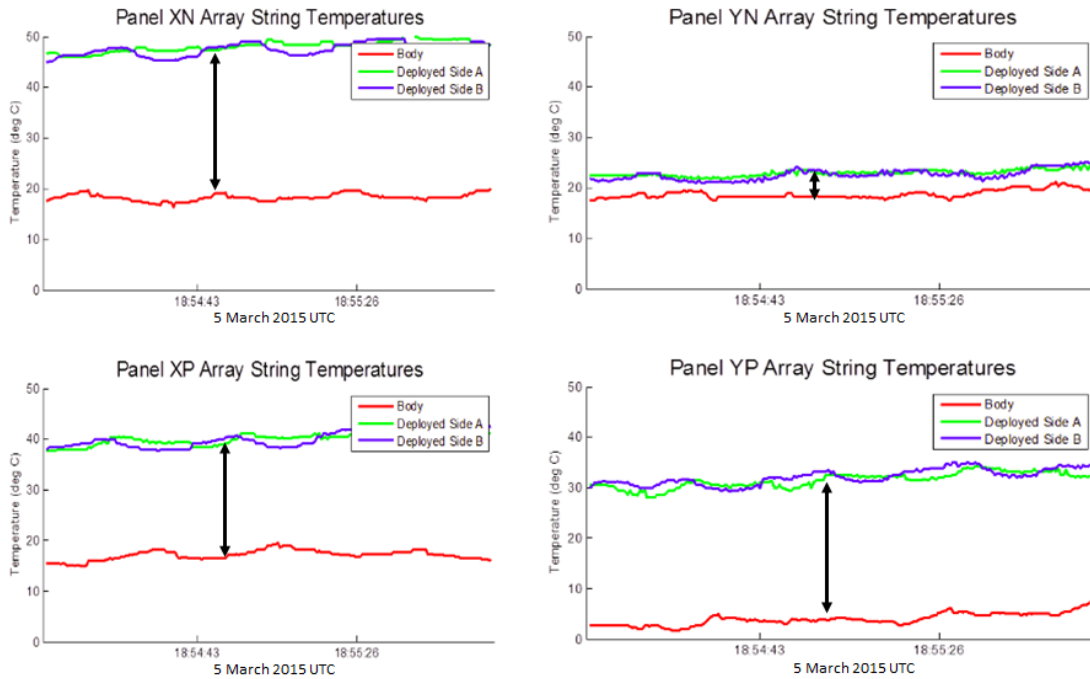 Panel XN Array String Temperatures
50
40
30
20
10
0
Temperature (deg C)
Body
Deployed Side A
Deployed Side B
18:54:43
18:55:26
5 March 2015 UTC
Panel YN Array String Temperatures
50
40
30
20
10
0
Temperature (deg C)
Body
Deployed Side A
Deployed Side B
18:54:43
18:55:26
5 March 2015 UTC
Panel XP Array String Temperatures
50
40
30
20
10
0
Temperature (deg C)
Body
Deployed Side A
Deployed Side B
18:54:43
18:55:26
5 March 2015 UTC
Panel YP Array String Temperatures
50
40
30
20
10
0
Temperature (deg C)
Body
Deployed Side A
Deployed Side B
18:54:43
18:55:26
5 March 2015 UTC